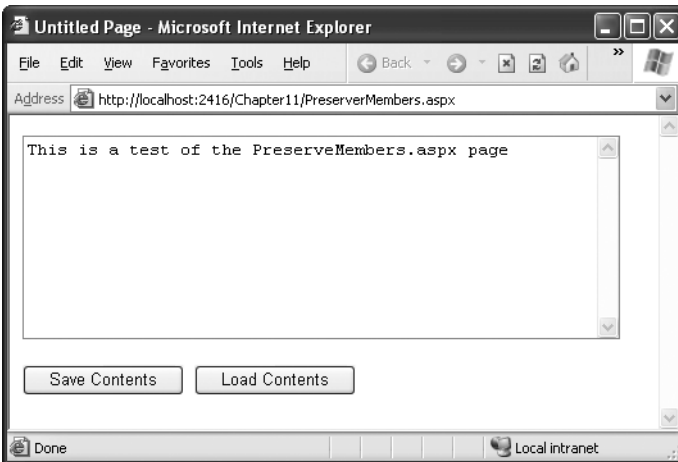 Untitled Page - Microsoft Internet Explorer
File Edit View Favorites Tools Help Back »
Address http://localhost:2416/Chapter11/PreserverMembers.aspx
This is a test of the PreserveMembers.aspx page
Save Contents Load Contents
Done Local intranet